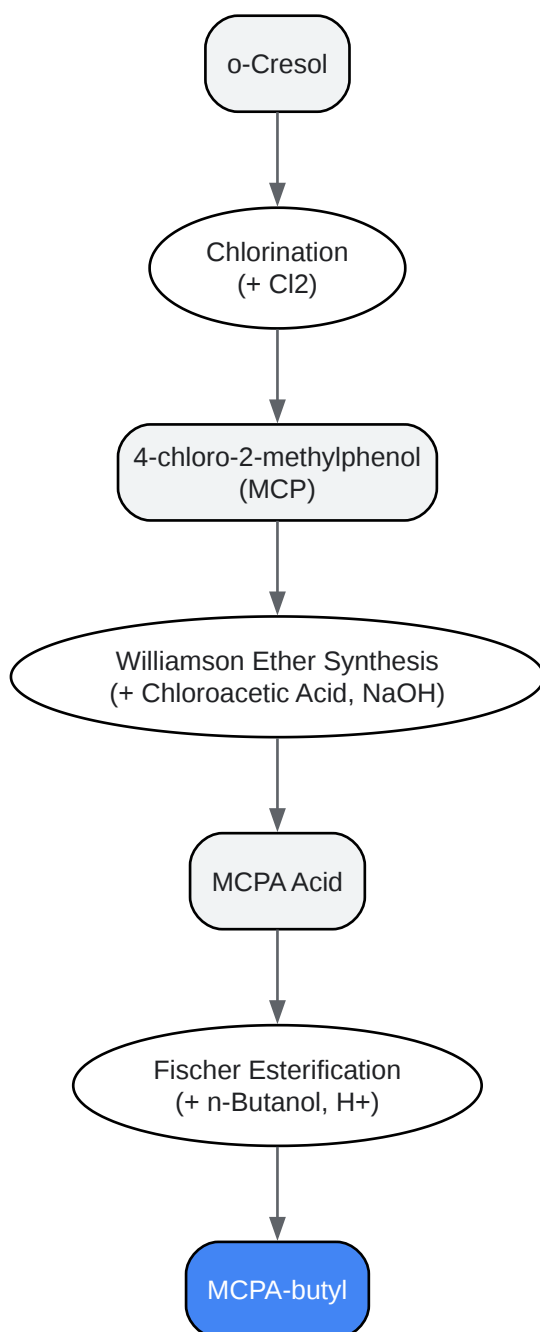 o-Cresol
Chlorination
(+ Cl2)
4-chloro-2-methylphenol
(MCP)
Williamson Ether Synthesis
(+ Chloroacetic Acid, NaOH)
MCPA Acid
Fischer Esterification
(+ n-Butanol, H+)
MCPA-butyl